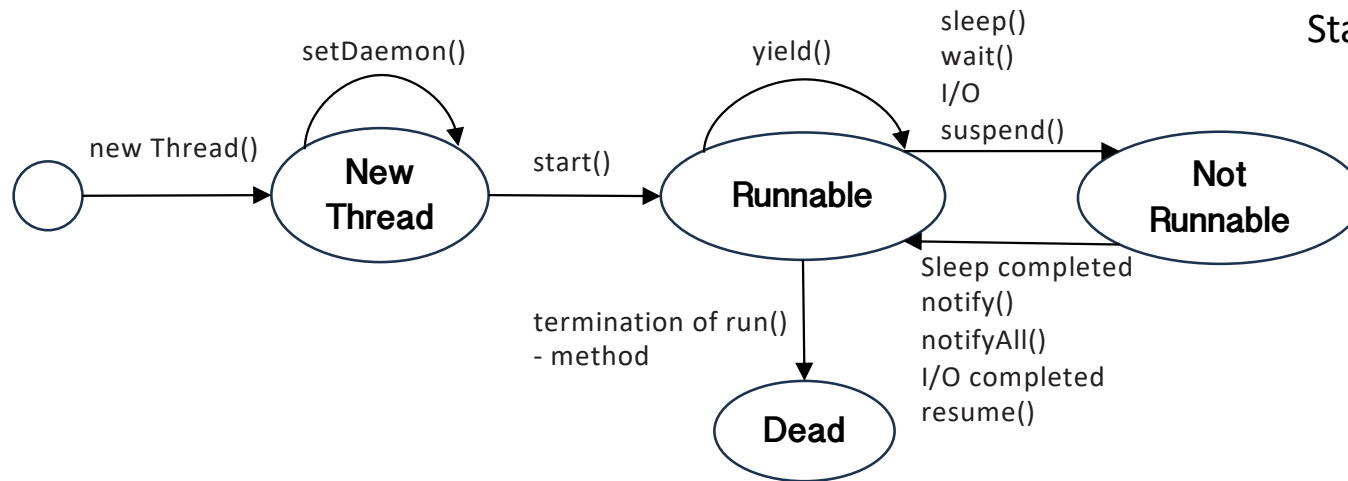 Sta
setDaemon()
yield()
sleep()
wait()
I/O
suspend()
new Thread()
New
Thread
start()
Runnable
Not
Runnable
Sleep completed
notify()
notifyAll()
I/O completed
resume()
termination of run()
- method
Dead